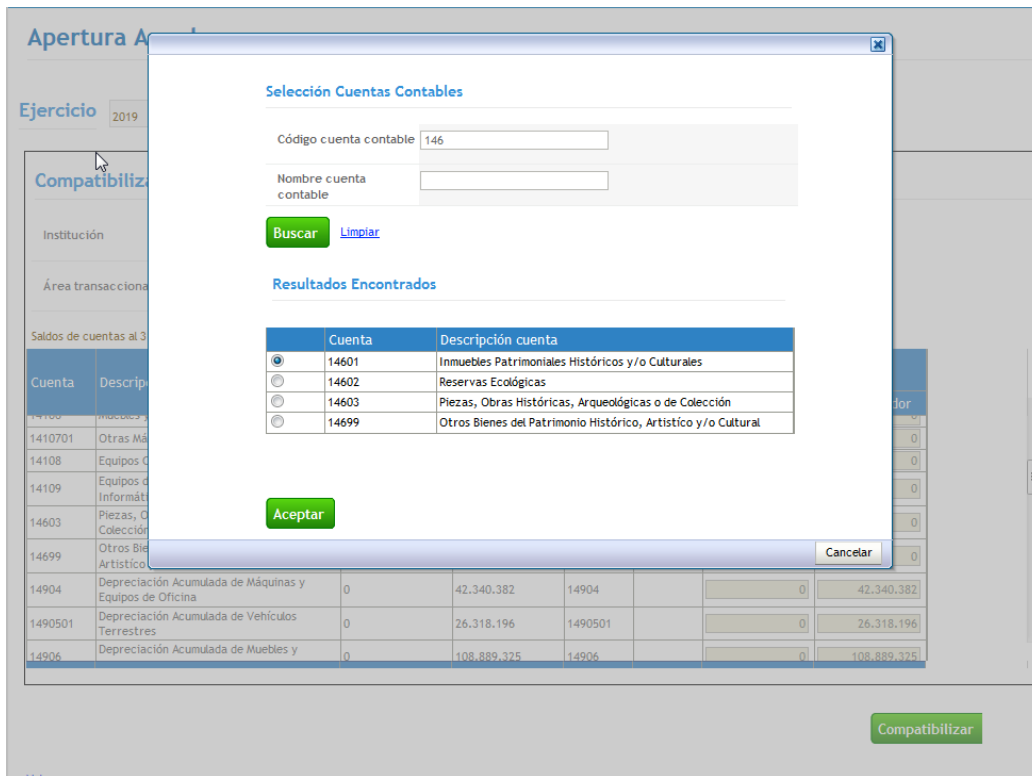 Apertura A
Ejercicio 2019
Compatibiliza
Institución
Área transacciona
Saldos de cuentas al 3
Selección Cuentas Contables
Código cuenta contable 146
Nombre cuenta
contable
Buscar Limpiar
Resultados Encontrados
Cuenta Descripción cuenta
14601 Inmuebles Patrimoniales Históricos y/o Culturales
14602 Reservas Ecológicas
14603 Piezas, Obras Históricas, Arqueológicas o de Colección
14699 Otros Bienes del Patrimonio Histórico, Artistíco y/o Cultural
Aceptar
Cancelar
Cuenta Descrip dor
0
1410701 Otras Má 0
14108 Equipos 0
14109 Equipos d
Informáti 0
14603 Piezas, O
Colección 0
14699 Otros Bie
Artistíco 0
14904 Depreciación Acumulada de Máquinas y
Equipos de Oficina 0 42.340.382 14904 0 42.340.382
1490501 Depreciación Acumulada de Vehículos
Terrestres 0 26.318.196 1490501 0 26.318.196
14906 Depreciación Acumulada de Muebles y 0 108.889.325 14906 0 108.889.325
Compatibilizar